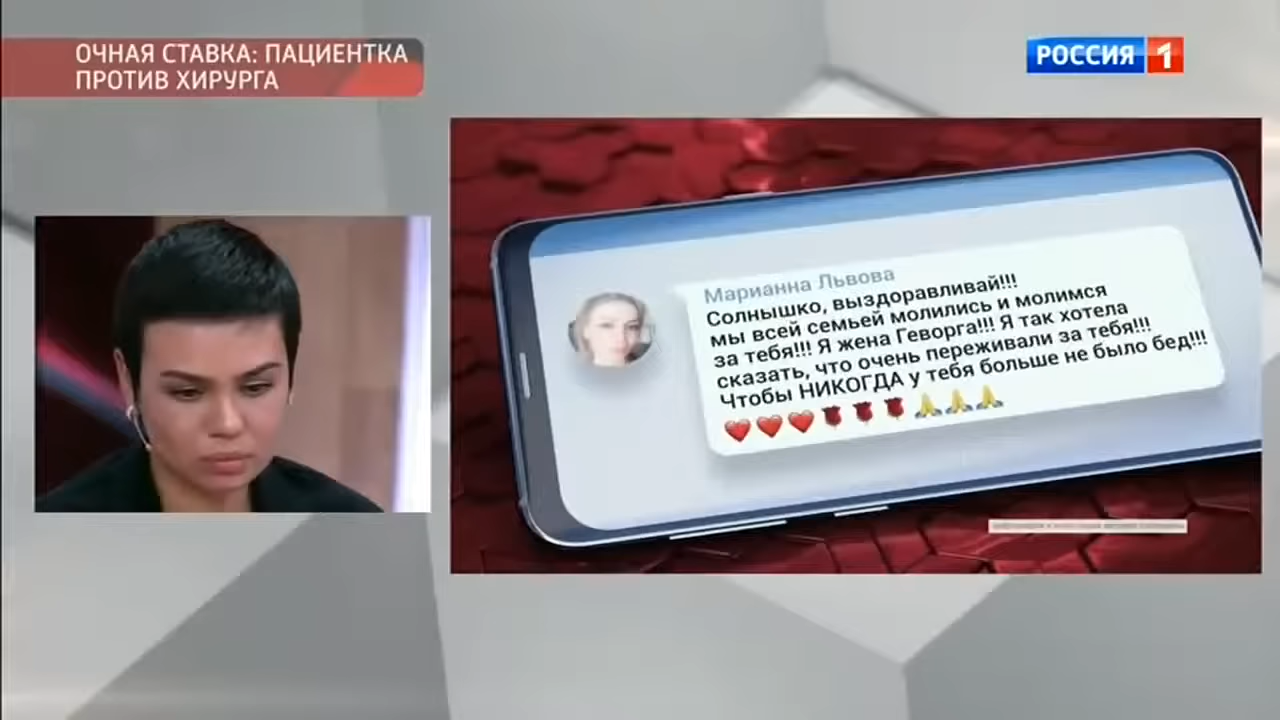 ОЧНАЯ СТАВКА: ПАЦИЕНТКА
ПРОТИВ ХИРУРГА
РОССИЯ 1
Марианна Львова
Солнышко, выздоравливай!!!
мы всей семьей молились и молимся
за тебя!!! Я жена Геворга!!! Я так хотела
сказать, что очень переживали за тебя!!!
Чтобы НИКОГДА у тебя больше не было бед!!!
❤️❤️❤️🌹🌹🌹🙏🙏🙏